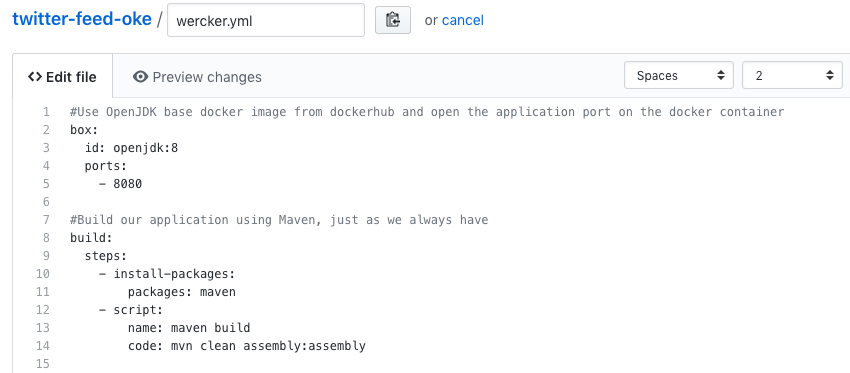 twitter-feed-oke / wercker.yml or cancel
<> Edit file Preview changes Spaces 2
1 #Use OpenJDK base docker image from dockerhub and open the application port on the docker container
2 box:
3   id: openjdk:8
4   ports:
5     - 8080
6
7 #Build our application using Maven, just as we always have
8 build:
9   steps:
10     - install-packages:
11         packages: maven
12     - script:
13         name: maven build
14         code: mvn clean assembly:assembly
15